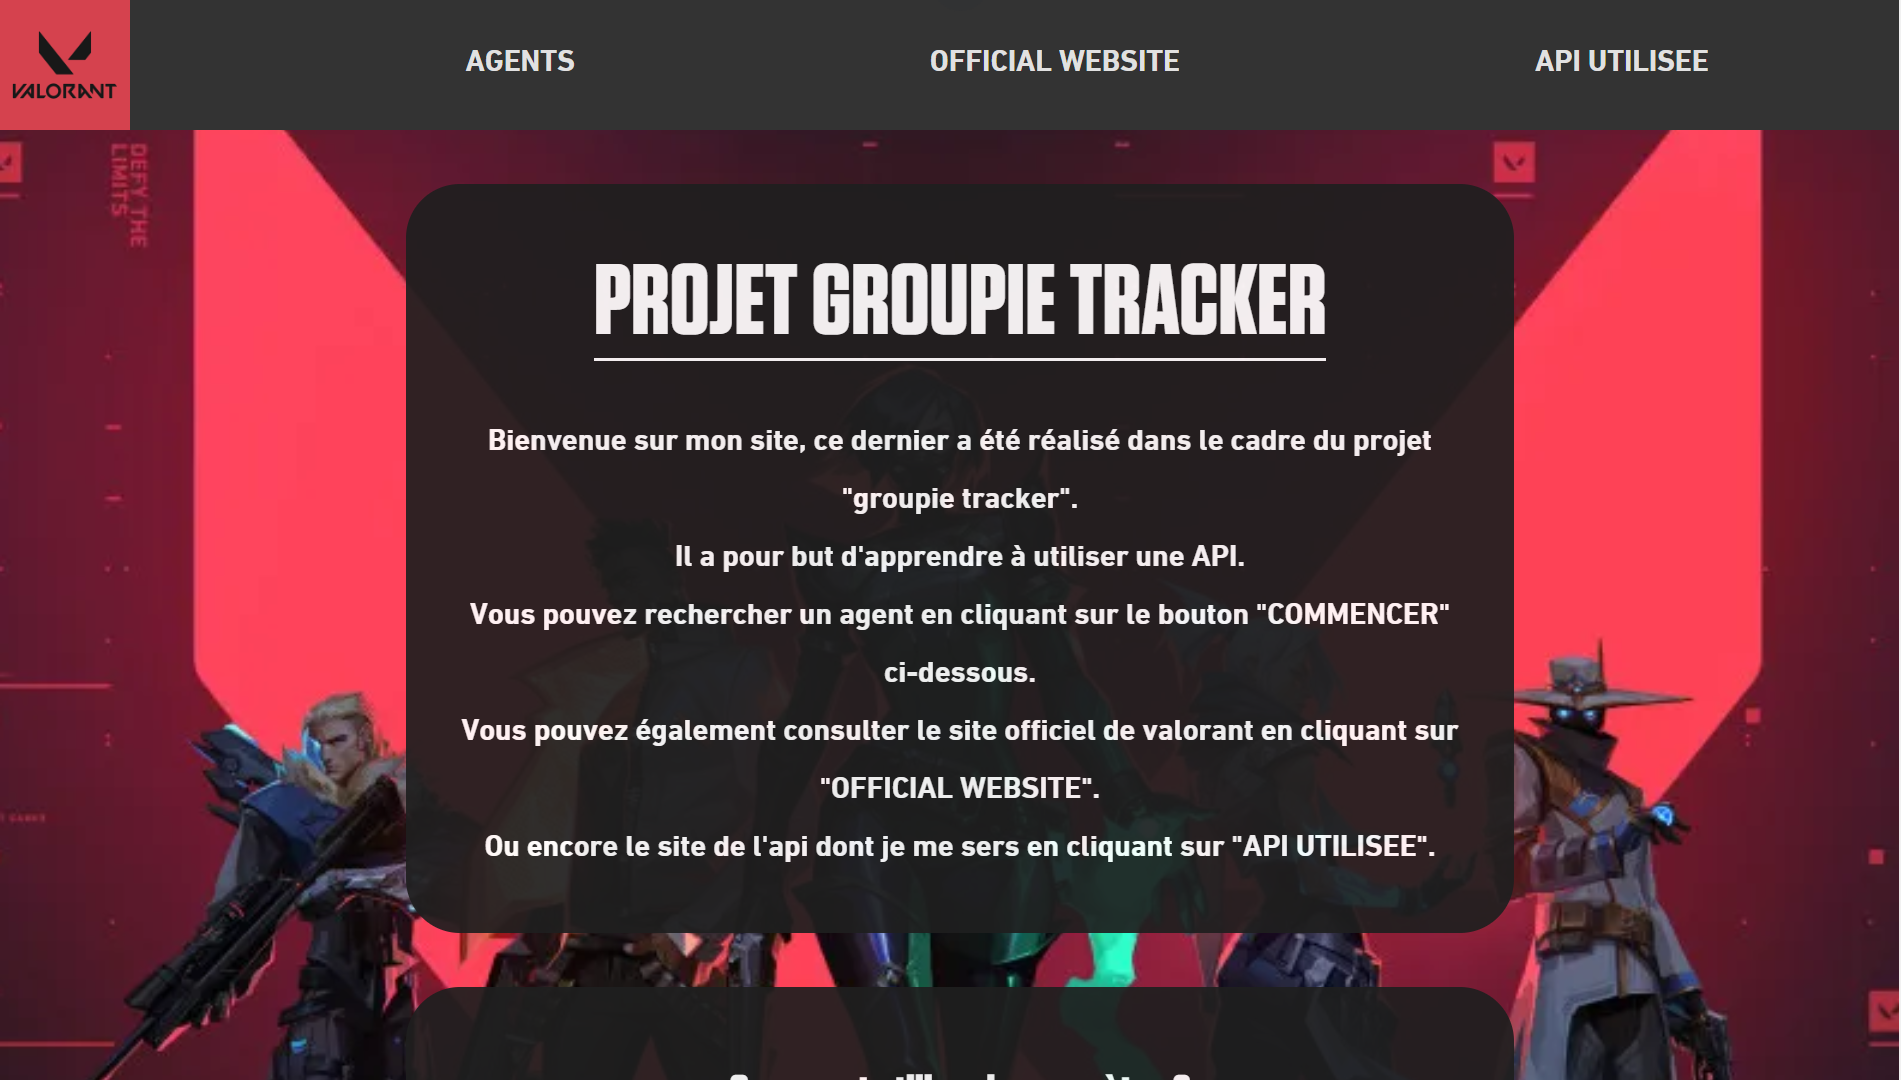 VALORANT
AGENTS
OFFICIAL WEBSITE
API UTILISEE
DEFY THE
LIMITS
PROJET GROUPIE TRACKER
Bienvenue sur mon site, ce dernier a été réalisé dans le cadre du projet
"groupie tracker".
Il a pour but d'apprendre à utiliser une API.
Vous pouvez rechercher un agent en cliquant sur le bouton "COMMENCER"
ci-dessous.
Vous pouvez également consulter le site officiel de valorant en cliquant sur
"OFFICIAL WEBSITE".
Ou encore le site de l'api dont je me sers en cliquant sur "API UTILISEE".